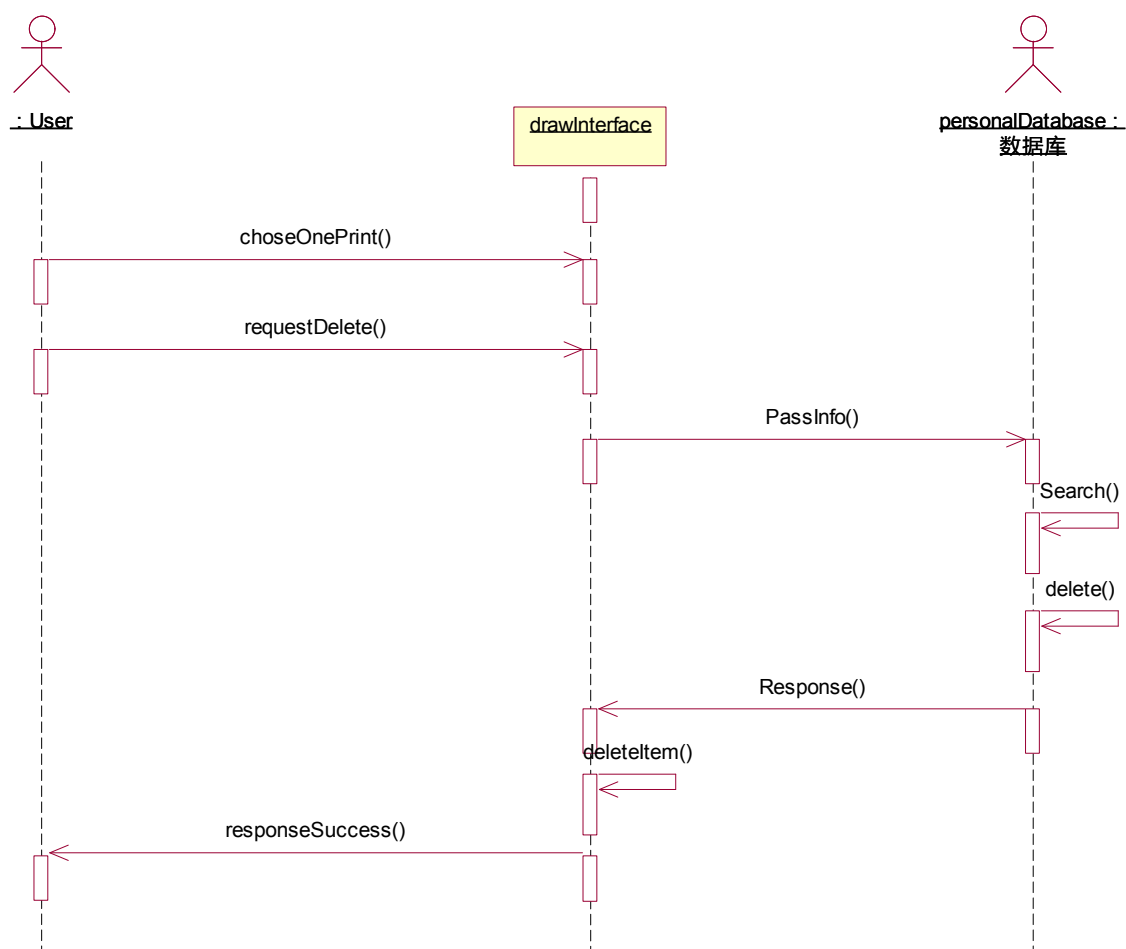 : User
drawInterface
personalDatabase :
数据库
choseOnePrint()
requestDelete()
PassInfo()
Search()
delete()
Response()
deleteItem()
responseSuccess()